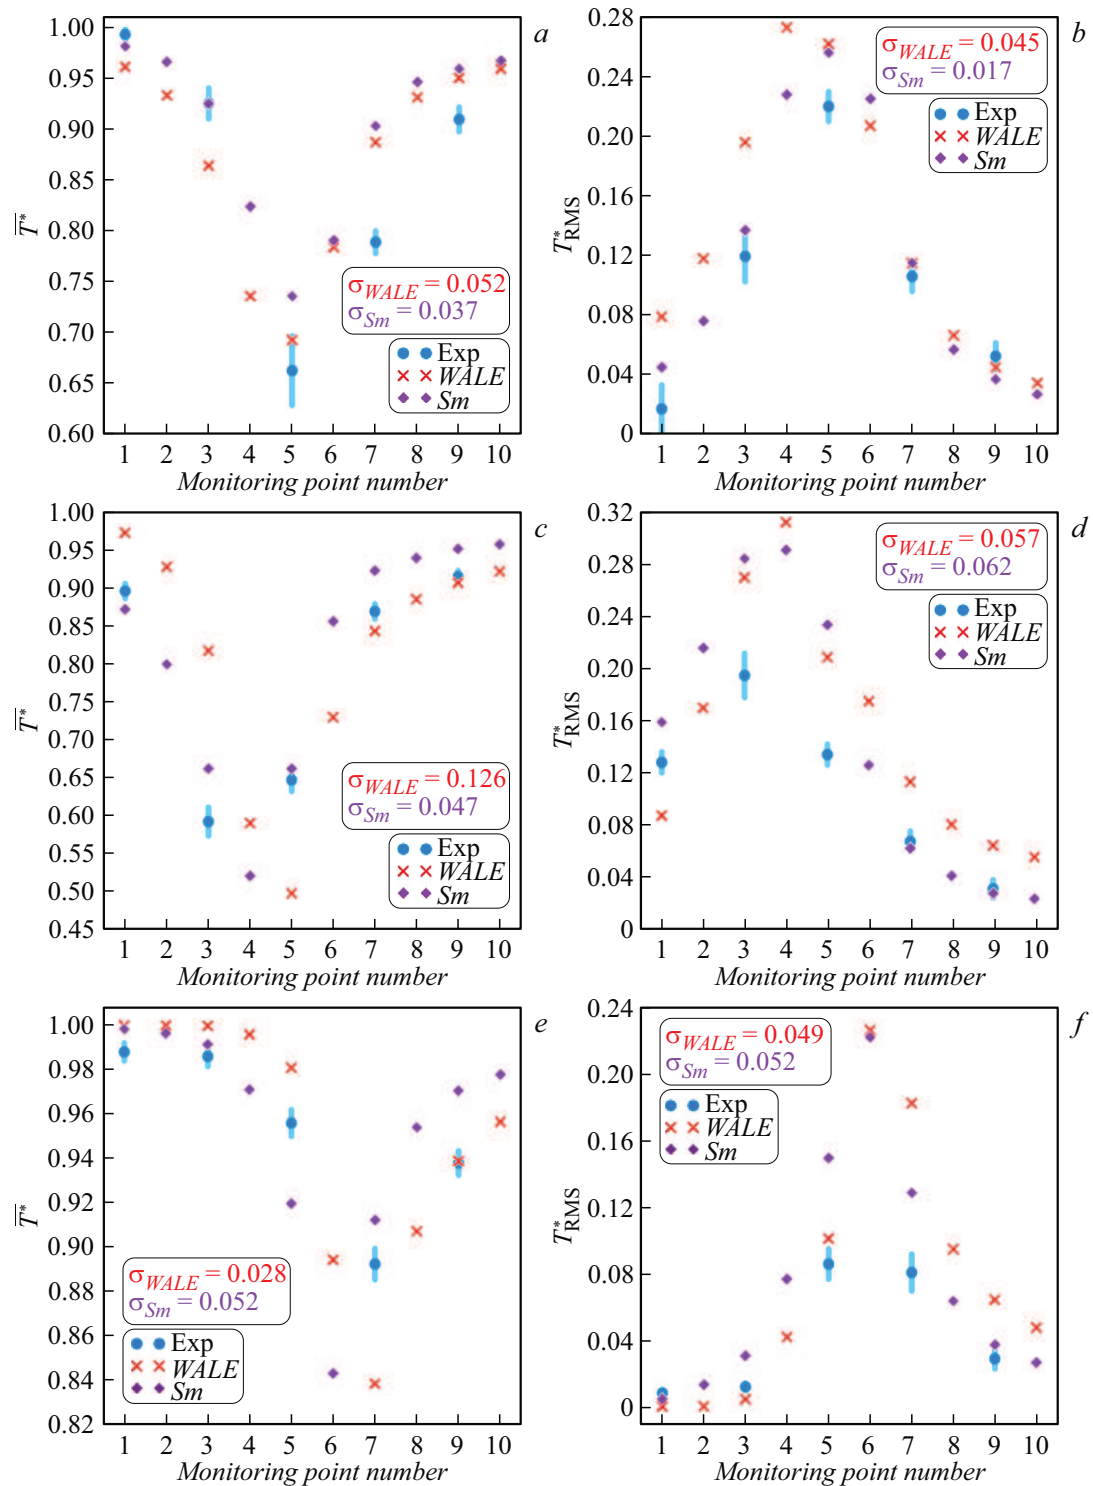 a
1.00
0.95
0.90
0.85
0.80
0.75
0.70
0.65
0.60
T*
σWALE = 0.052
σSm = 0.037
Exp
WALE
Sm
1 2 3 4 5 6 7 8 9 10
Monitoring point number
b
0.28
0.24
0.20
0.16
0.12
0.08
0.04
0
T*RMS
σWALE = 0.045
σSm = 0.017
Exp
WALE
Sm
1 2 3 4 5 6 7 8 9 10
Monitoring point number
c
1.00
0.95
0.90
0.85
0.80
0.75
0.70
0.65
0.60
0.55
0.50
0.45
T*
σWALE = 0.126
σSm = 0.047
Exp
WALE
Sm
1 2 3 4 5 6 7 8 9 10
Monitoring point number
d
0.32
0.28
0.24
0.20
0.16
0.12
0.08
0.04
0
T*RMS
σWALE = 0.057
σSm = 0.062
Exp
WALE
Sm
1 2 3 4 5 6 7 8 9 10
Monitoring point number
e
1.00
0.98
0.96
0.94
0.92
0.90
0.88
0.86
0.84
0.82
T*
σWALE = 0.028
σSm = 0.052
Exp
WALE
Sm
1 2 3 4 5 6 7 8 9 10
Monitoring point number
f
0.24
0.20
0.16
0.12
0.08
0.04
0
T*RMS
σWALE = 0.049
σSm = 0.052
Exp
WALE
Sm
1 2 3 4 5 6 7 8 9 10
Monitoring point number